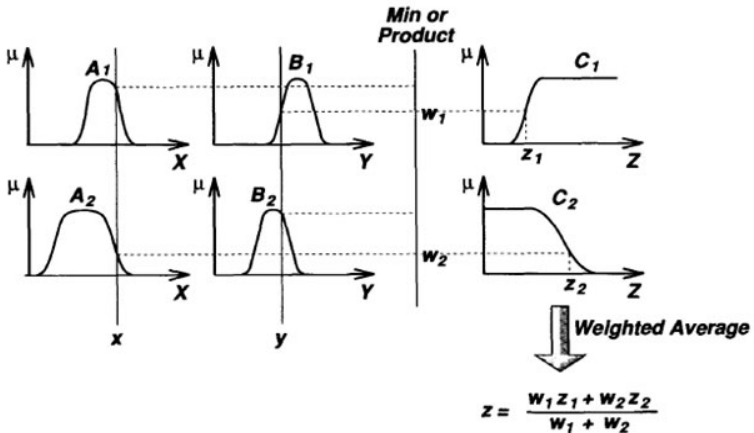 Min or
Product
μ A1 X
μ B1 Y
w1
μ C1 z1 Z
μ A2 X
μ B2 Y
w2
μ C2 z2 Z
x
y
Weighted Average
z = w1 z1 + w2 z2
w1 + w2